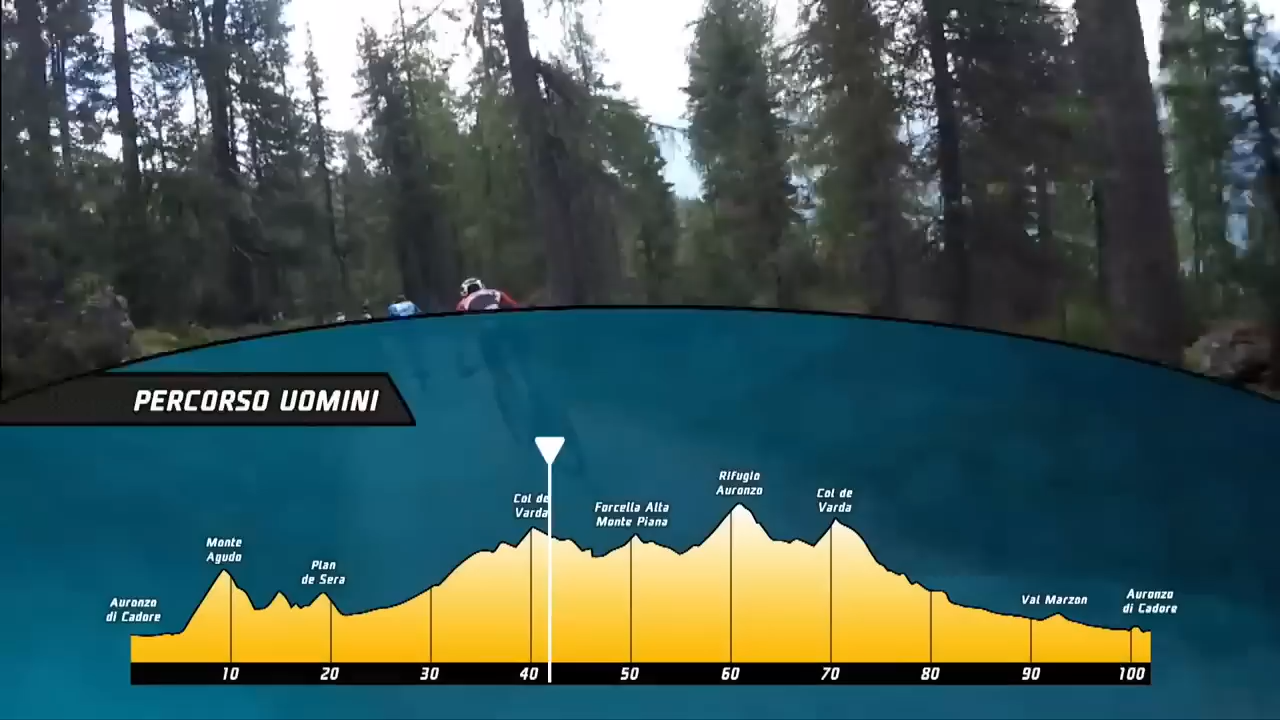 PERCORSO UOMINI
Auronzo
di Cadore
Monte
Agudo
Plan
de Sera
Col de
Varda
Forcella Alta
Monte Piana
Rifugio
Auronzo
Col de
Varda
Val Marzon
Auronzo
di Cadore
10 20 30 40 50 60 70 80 90 100